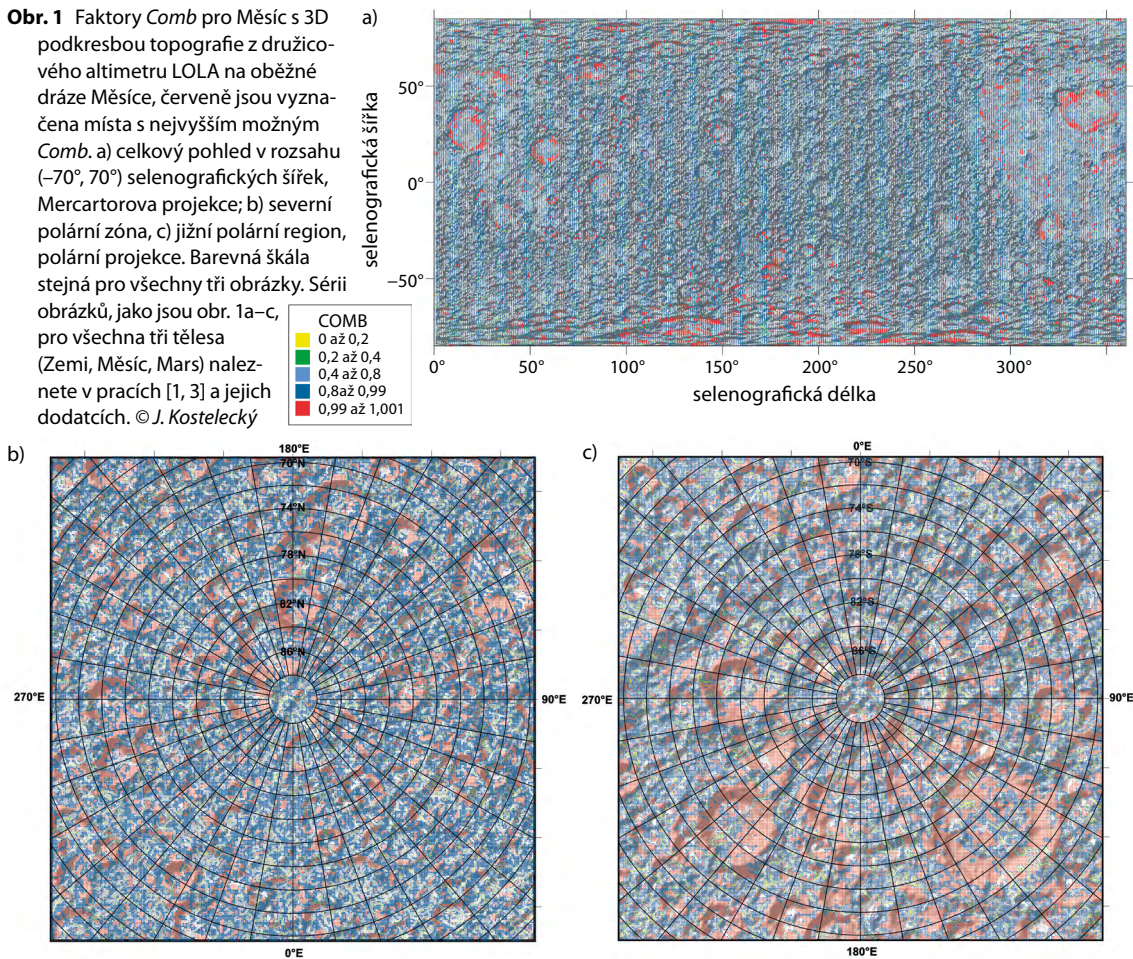 Obr. 1 Faktory Comb pro Měsíc s 3D
podkresbou topografie z družico-
vého altimetru LOLA na oběžné
dráze Měsíce, červeně jsou vyzna-
čena místa s nejvyšším možným
Comb. a) celkový pohled v rozsahu
(–70°, 70°) selenografických šířek,
Mercartorova projekce; b) severní
polární zóna, c) jižní polární region,
polární projekce. Barevná škála
stejná pro všechny tři obrázky. Sérii
obrázků, jako jsou obr. 1a–c,
pro všechna tři tělesa
(Zemi, Měsíc, Mars) nalez-
nete v pracích [1, 3] a jejich
dodatcích. © J. Kostelecký
COMB
0 až 0,2
0,2 až 0,4
0,4 až 0,8
0,8až 0,99
0,99 až 1,001
a)
selenografická šířka
50°
0°
−50°
0° 50° 100° 150° 200° 250° 300°
selenografická délka
b)
180°E
70°N
74°N
78°N
82°N
86°N
270°E
90°E
0°E
c)
0°E
70°S
74°S
78°S
82°S
86°S
270°E
90°E
180°E